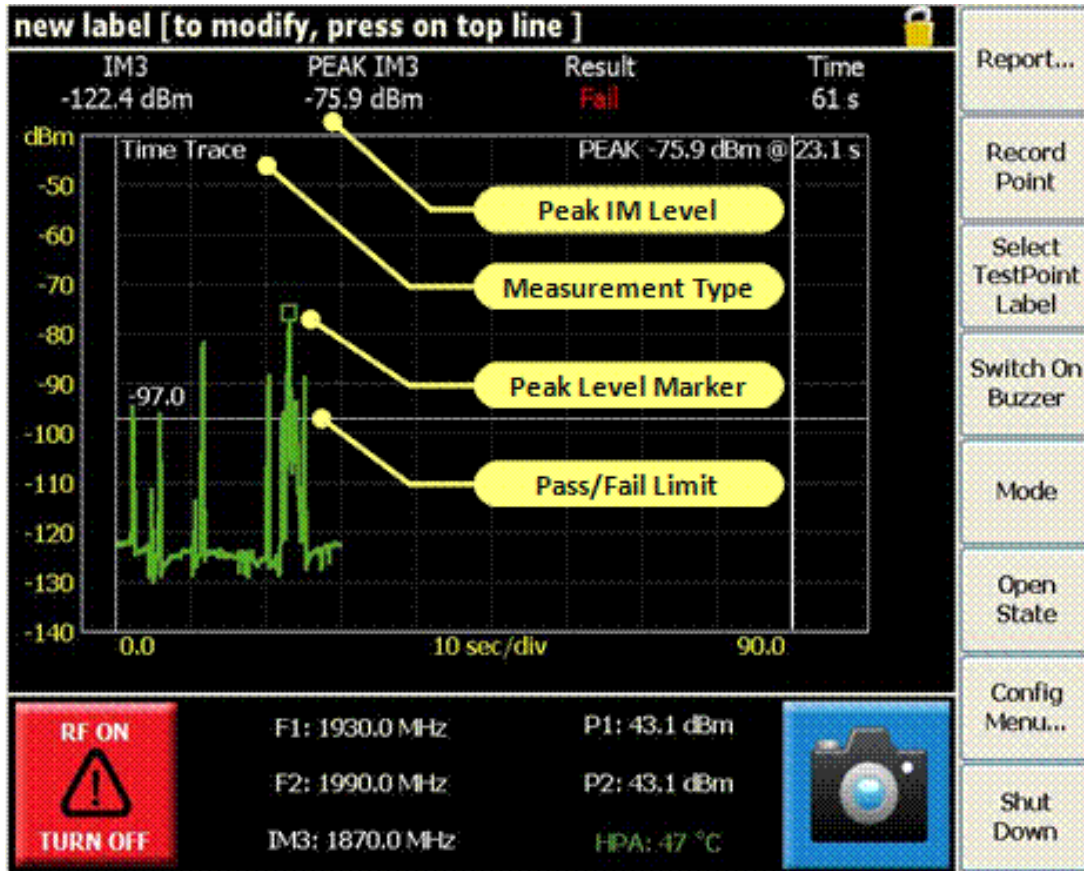 new label [to modify, press on top line ]
IM3 PEAK IM3 Result Time
-122.4 dBm -75.9 dBm Fail 61 s
dBm
Time Trace PEAK -75.9 dBm @ 23.1 s
-50
Peak IM Level
-60
-70
Measurement Type
-80
-90
Peak Level Marker
-97.0
-100
-110
Pass/Fail Limit
-120
-130
-140
0.0 10 sec/div 90.0
RF ON
TURN OFF
F1: 1930.0 MHz P1: 43.1 dBm
F2: 1990.0 MHz P2: 43.1 dBm
IM3: 1870.0 MHz HPA: 47 °C
Report...
Record
Point
Select
TestPoint
Label
Switch On
Buzzer
Mode
Open
State
Config
Menu...
Shut
Down